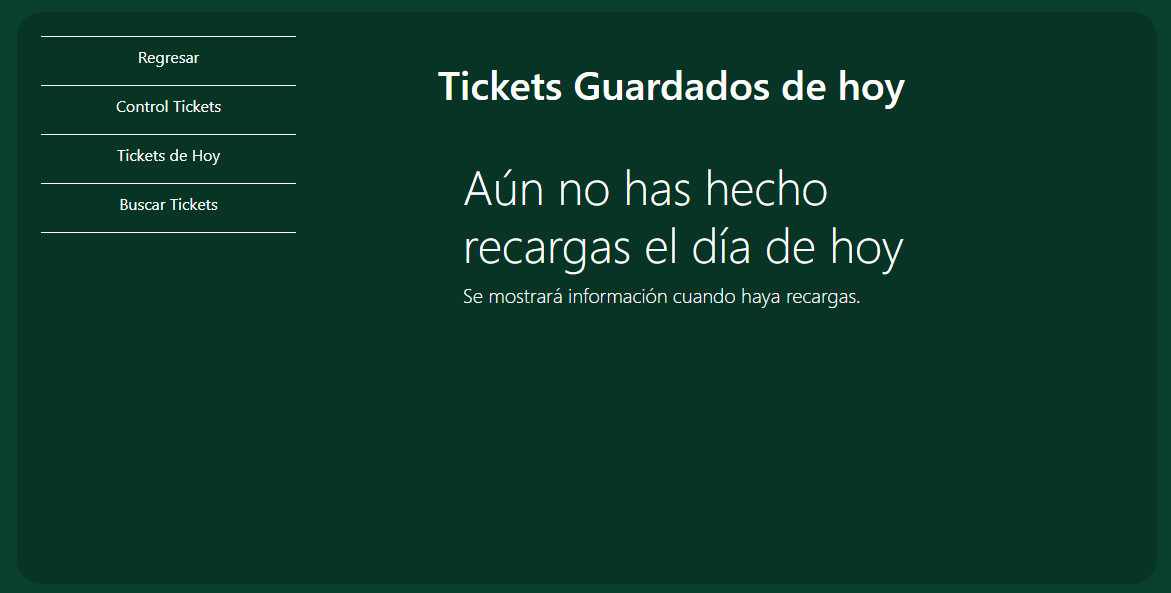 Regresar
Control Tickets
Tickets de Hoy
Buscar Tickets
Tickets Guardados de hoy
Aún no has hecho
recargas el día de hoy
Se mostrará información cuando haya recargas.